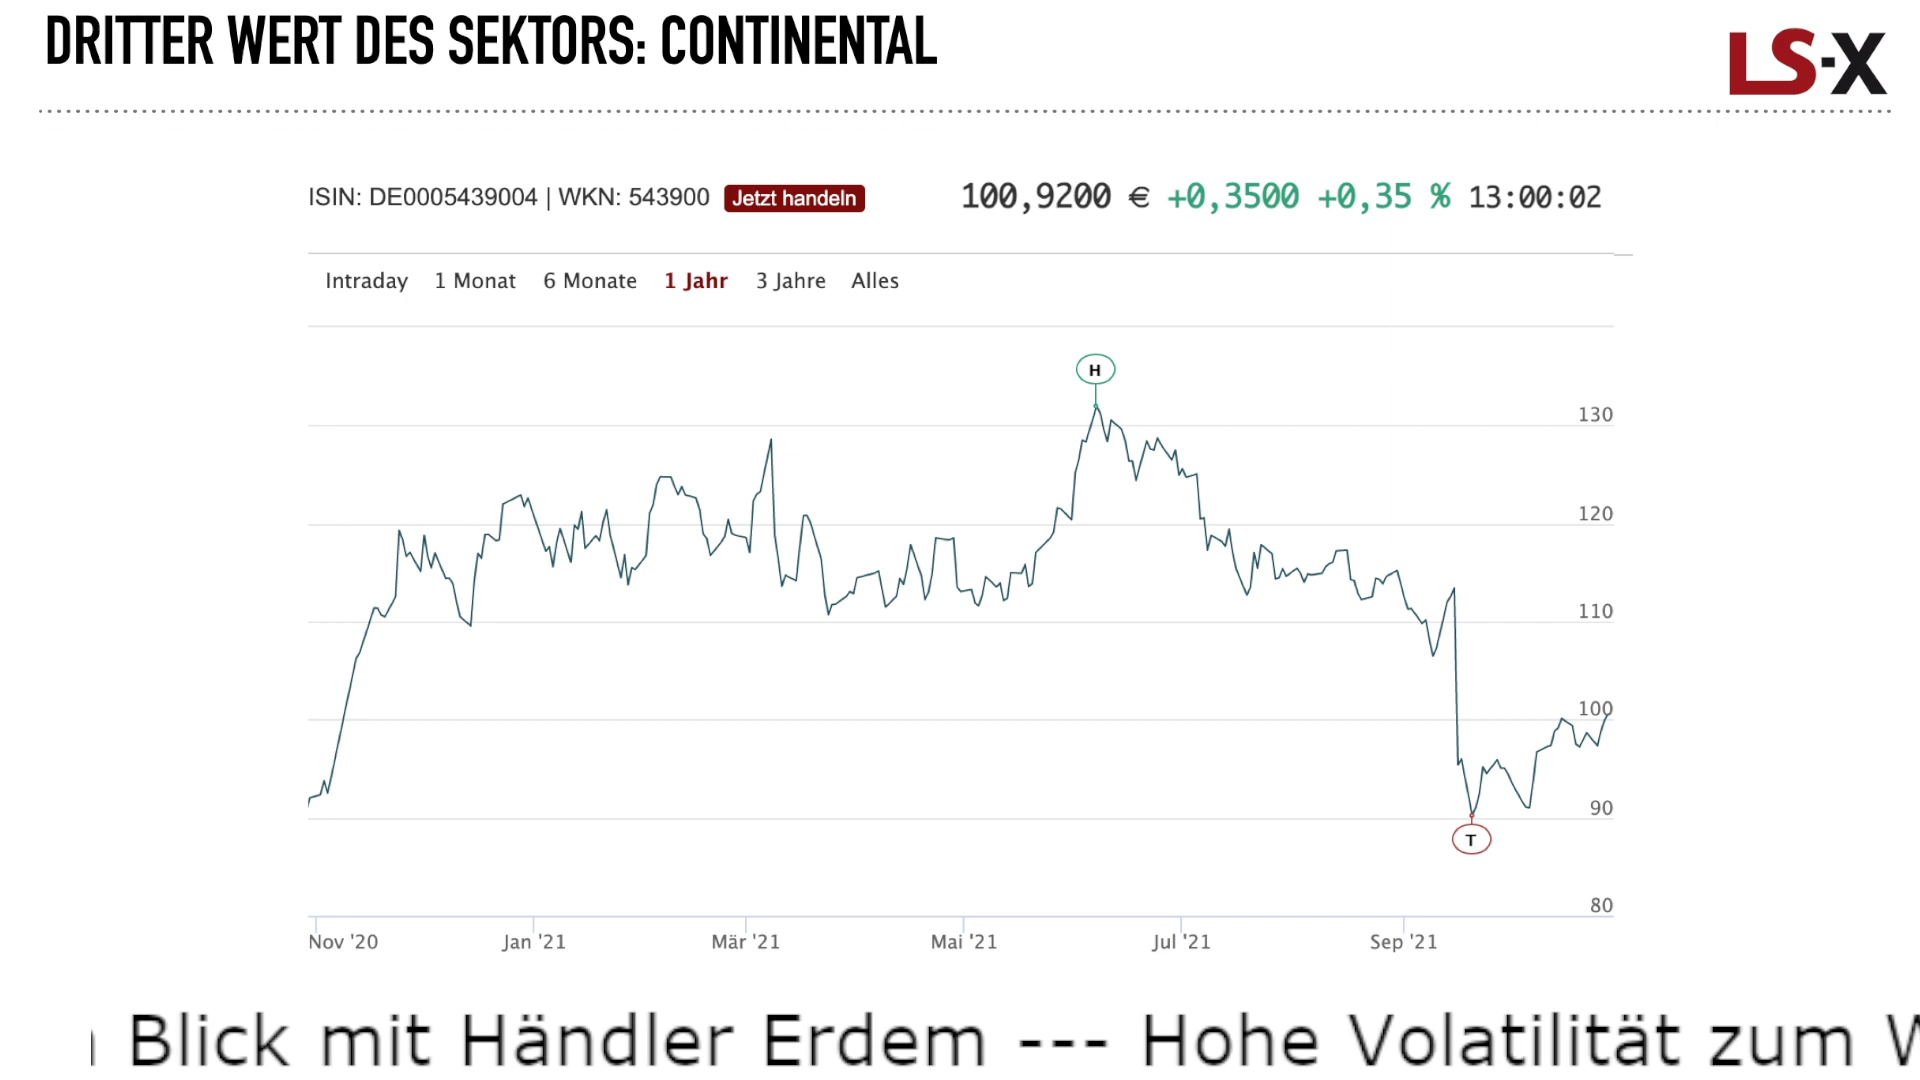 DRITTER WERT DES SEKTORS: CONTINENTAL
LS-X
ISIN: DE0005439004 | WKN: 543900 Jetzt handeln 100,9200 € +0,3500 +0,35 % 13:00:02
Intraday 1 Monat 6 Monate 1 Jahr 3 Jahre Alles
H
130
120
110
100
90
T
80
Nov '20 Jan '21 Mär '21 Mai '21 Jul '21 Sep '21
Blick mit Händler Erdem --- Hohe Volatilität zum